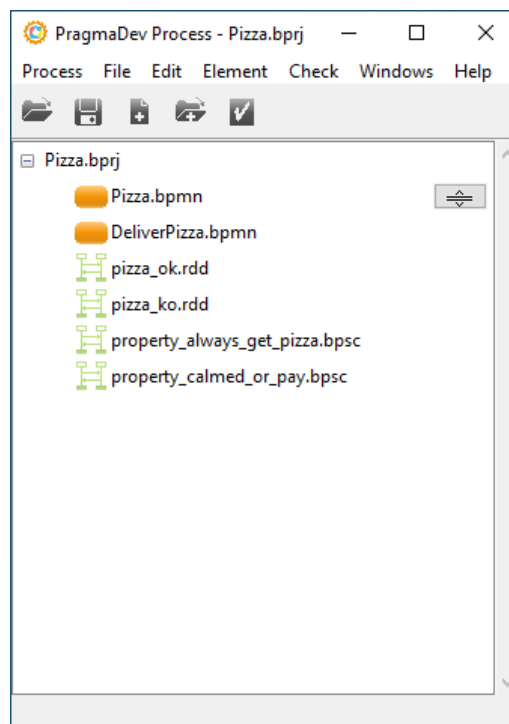 PragmaDev Process - Pizza.bprj
Process File Edit Element Check Windows Help
Pizza.bprj
Pizza.bpmn
DeliverPizza.bpmn
pizza_ok.rdd
pizza_ko.rdd
property_always_get_pizza.bpsc
property_calmed_or_pay.bpsc